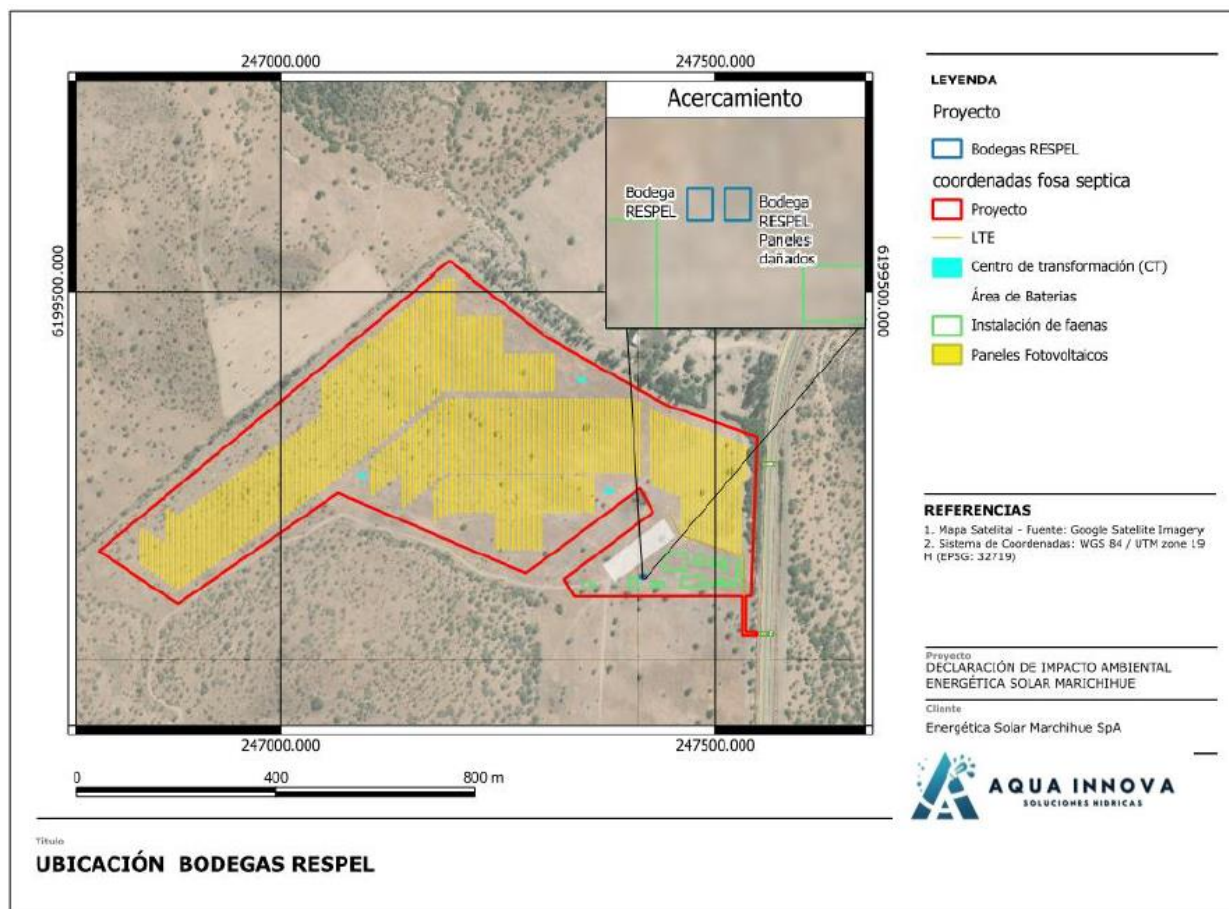 247000.000
247500.000
6199500.000
6199500.000
Acercamiento
Bodega
RESPEL
Bodega
RESPEL
Paneles
dañados
247000.000
247500.000
0
400
800 m
Título
UBICACIÓN BODEGAS RESPEL
LEYENDA
Proyecto
Bodegas RESPEL
coordenadas fosa septica
Proyecto
LTE
Centro de transformación (CT)
Área de Baterias
Instalación de faenas
Paneles Fotovoltaicos
REFERENCIAS
1. Mapa Satelital - Fuente: Google Satellite Imagery
2. Sistema de Coordenadas: WGS 84 / UTM zone 19
H (EPSG: 32719)
Proyecto
DECLARACIÓN DE IMPACTO AMBIENTAL
ENERGÉTICA SOLAR MARICHIHUE
Cliente
Energética Solar Marchihue SpA
AQUA INNOVA
SOLUCIONES HIDRICAS